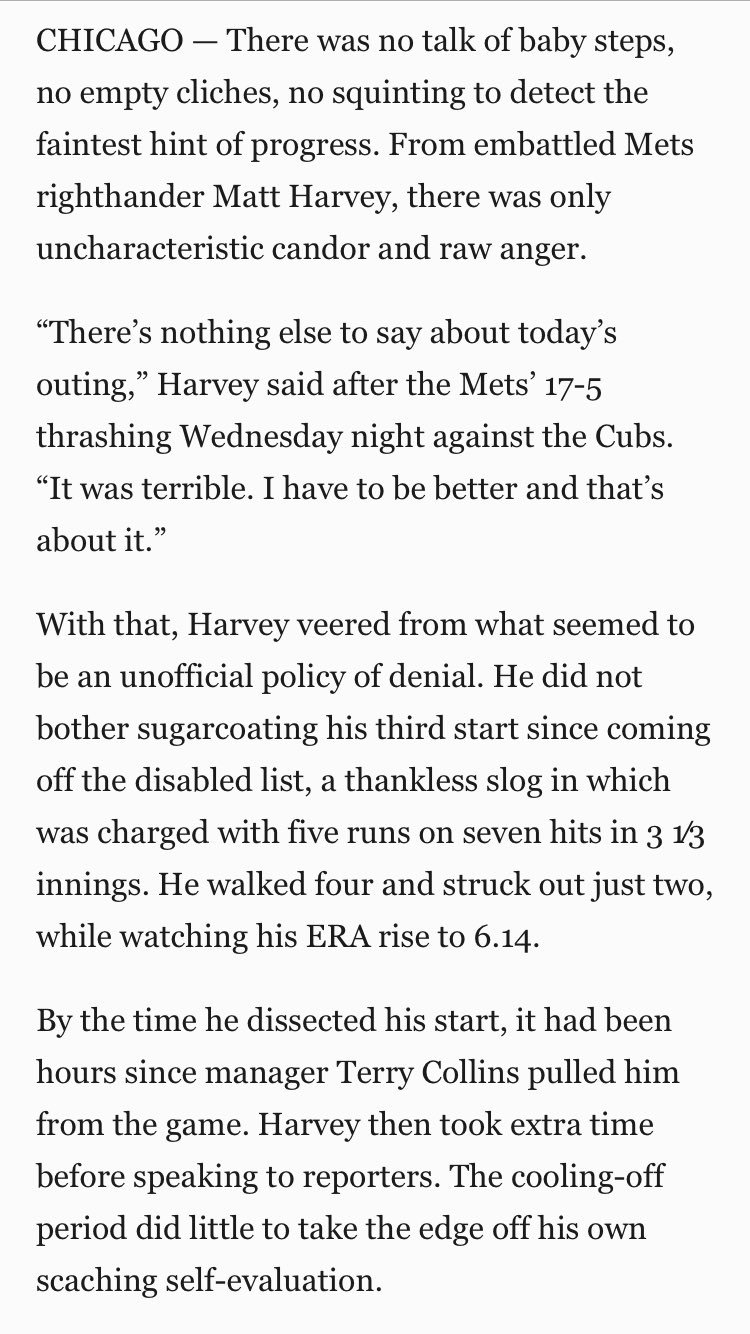 CHICAGO — There was no talk of baby steps,
no empty cliches, no squinting to detect the
faintest hint of progress. From embattled Mets
righthander Matt Harvey, there was only
uncharacteristic candor and raw anger.
“There’s nothing else to say about today’s
outing,” Harvey said after the Mets’ 17-5
thrashing Wednesday night against the Cubs.
“It was terrible. I have to be better and that’s
about it.”
With that, Harvey veered from what seemed to
be an unofficial policy of denial. He did not
bother sugarcoating his third start since coming
off the disabled list, a thankless slog in which
was charged with five runs on seven hits in 3 1⁄3
innings. He walked four and struck out just two,
while watching his ERA rise to 6.14.
By the time he dissected his start, it had been
hours since manager Terry Collins pulled him
from the game. Harvey then took extra time
before speaking to reporters. The cooling-off
period did little to take the edge off his own
scaching self-evaluation.